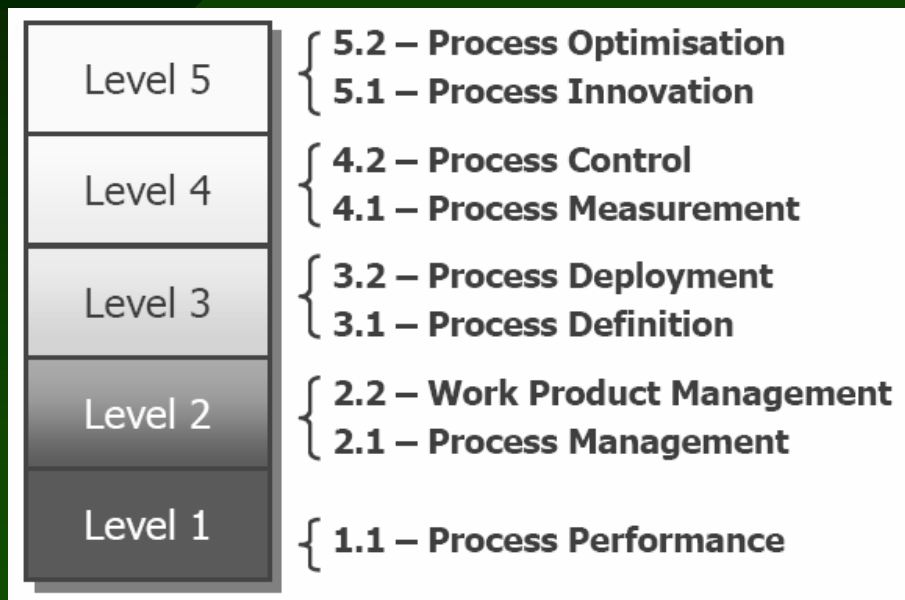 Level 5
5.2 – Process Optimisation
5.1 – Process Innovation
Level 4
4.2 – Process Control
4.1 – Process Measurement
Level 3
3.2 – Process Deployment
3.1 – Process Definition
Level 2
2.2 – Work Product Management
2.1 – Process Management
Level 1
1.1 – Process Performance